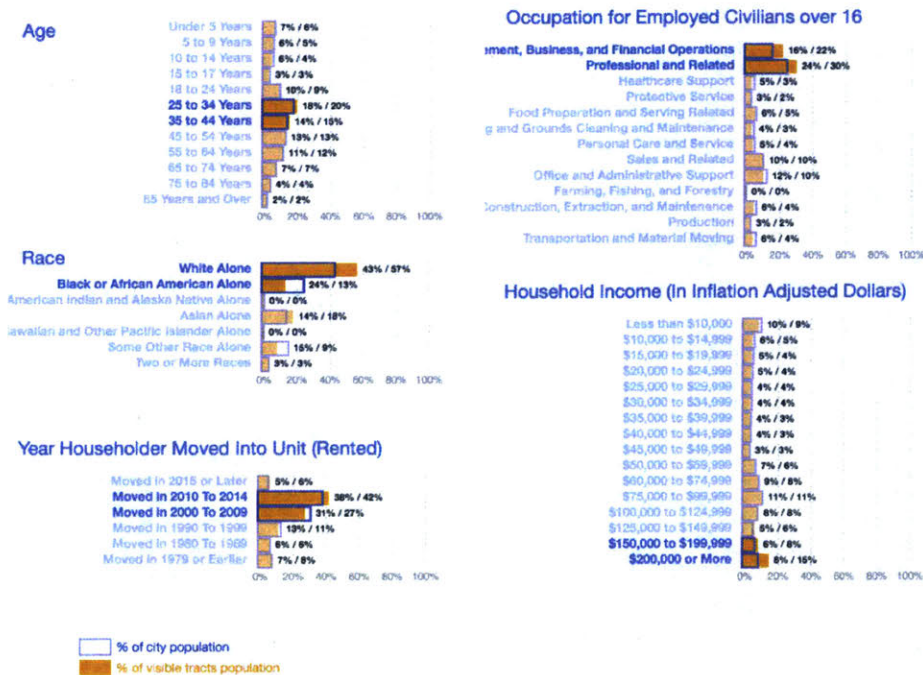 Age
Under 5 Years 7% / 6%
5 to 9 Years 6% / 5%
10 to 14 Years 6% / 4%
15 to 17 Years 3% / 3%
18 to 24 Years 10% / 9%
25 to 34 Years 18% / 20%
35 to 44 Years 14% / 15%
45 to 54 Years 13% / 13%
55 to 64 Years 11% / 12%
65 to 74 Years 7% / 7%
75 to 84 Years 4% / 4%
85 Years and Over 2% / 2%
0% 20% 40% 60% 80% 100%
Race
White Alone 43% / 57%
Black or African American Alone 24% / 13%
American Indian and Alaska Native Alone 0% / 0%
Asian Alone 14% / 18%
awaiian and Other Pacific Islander Alone 0% / 0%
Some Other Race Alone 15% / 9%
Two or More Races 3% / 3%
0% 20% 40% 60% 80% 100%
Year Householder Moved Into Unit (Rented)
Moved In 2015 or Later 5% / 6%
Moved In 2010 To 2014 38% / 42%
Moved In 2000 To 2009 31% / 27%
Moved In 1990 To 1999 13% / 11%
Moved In 1980 To 1989 6% / 6%
Moved In 1979 or Earlier 7% / 8%
0% 20% 40% 60% 80% 100%
% of city population
% of visible tracts population
Occupation for Employed Civilians over 16
ement, Business, and Financial Operations 16% / 22%
Professional and Related 24% / 30%
Healthcare Support 5% / 3%
Protective Service 3% / 2%
Food Preparation and Serving Related 6% / 5%
g and Grounds Cleaning and Maintenance 4% / 3%
Personal Care and Service 5% / 4%
Sales and Related 10% / 10%
Office and Administrative Support 12% / 10%
Farming, Fishing, and Forestry 0% / 0%
Construction, Extraction, and Maintenance 6% / 4%
Production 3% / 2%
Transportation and Material Moving 6% / 4%
0% 20% 40% 60% 80% 100%
Household Income (In Inflation Adjusted Dollars)
Less than $10,000 10% / 9%
$10,000 to $14,999 6% / 5%
$15,000 to $19,999 5% / 4%
$20,000 to $24,999 5% / 4%
$25,000 to $29,999 4% / 4%
$30,000 to $34,999 4% / 4%
$35,000 to $39,999 4% / 3%
$40,000 to $44,999 4% / 3%
$45,000 to $49,999 3% / 3%
$50,000 to $59,999 7% / 6%
$60,000 to $74,999 9% / 8%
$75,000 to $99,999 11% / 11%
$100,000 to $124,999 8% / 8%
$125,000 to $149,999 5% / 6%
$150,000 to $199,999 6% / 8%
$200,000 or More 8% / 15%
0% 20% 40% 60% 80% 100%